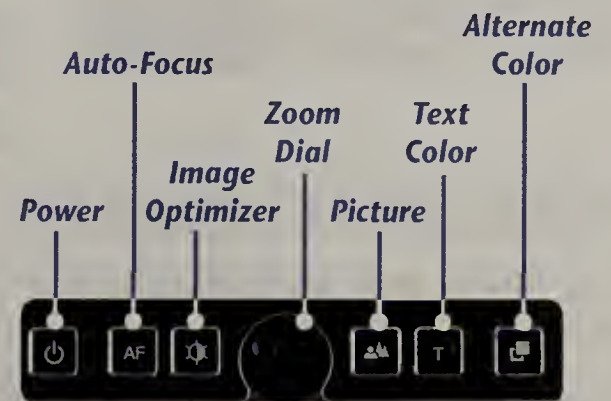 Alternate
Color
Auto-Focus
Zoom
Dial
Text
Color
Image
Optimizer
Power
Picture
AF
T